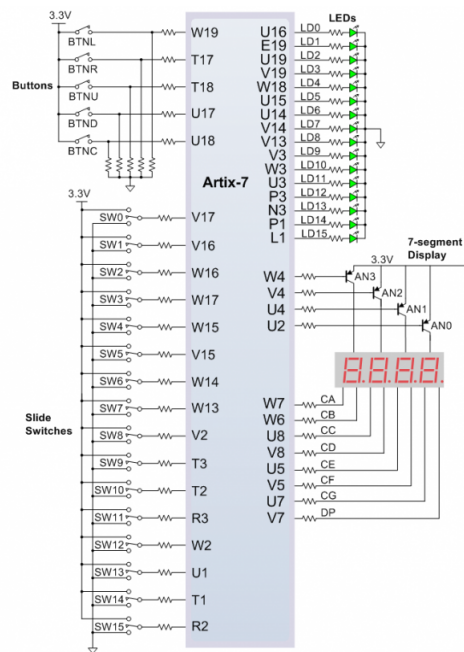 3.3V
BTNL
W19
BTNR
T17
Buttons
BTNU
T18
BTND
U17
BTNC
U18
3.3V
Artix-7
SW0
V17
SW1
V16
SW2
W16
SW3
W17
SW4
W15
SW5
V15
SW6
W14
SW7
W13
Slide
Switches
SW8
V2
SW9
T3
SW10
T2
SW11
R3
SW12
W2
SW13
U1
SW14
T1
SW15
R2
LEDs
U16 LD0
E19 LD1
U19 LD2
V19 LD3
W18 LD4
U15 LD5
U14 LD6
V14 LD7
V13 LD8
V3 LD9
W3 LD10
U3 LD11
P3 LD12
N3 LD13
P1 LD14
L1 LD15
7-segment
Display
3.3V
W4 AN3
V4 AN2
U4 AN1
U2 AN0
8.8.8.8.
W7 CA
W6 CB
U8 CC
V8 CD
U5 CE
V5 CF
U7 CG
V7 DP